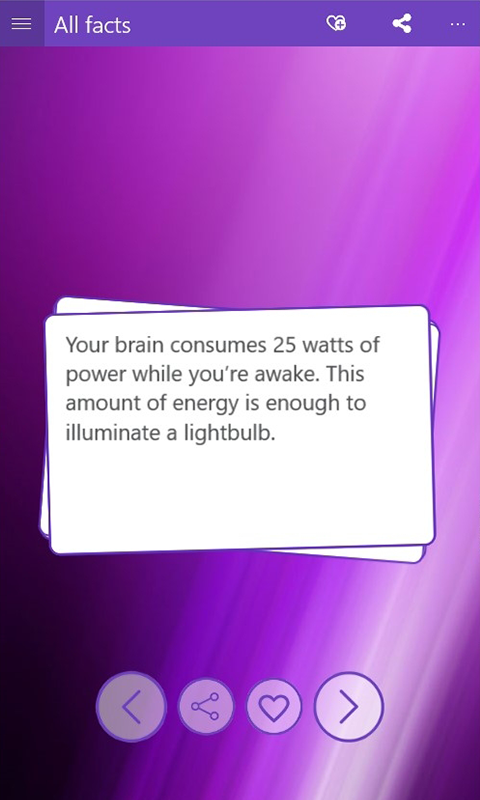 All facts
Your brain consumes 25 watts of
power while you're awake. This
amount of energy is enough to
illuminate a lightbulb.